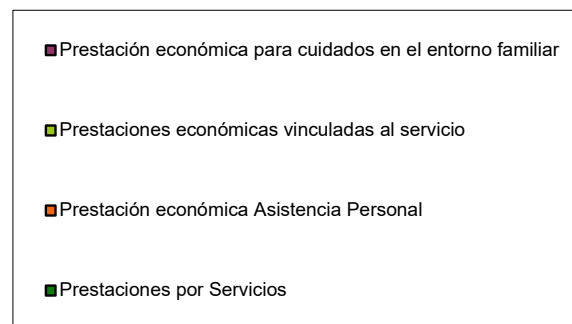 Prestación económica para cuidados en el entorno familiar
Prestaciones económicas vinculadas al servicio
Prestación económica Asistencia Personal
Prestaciones por Servicios